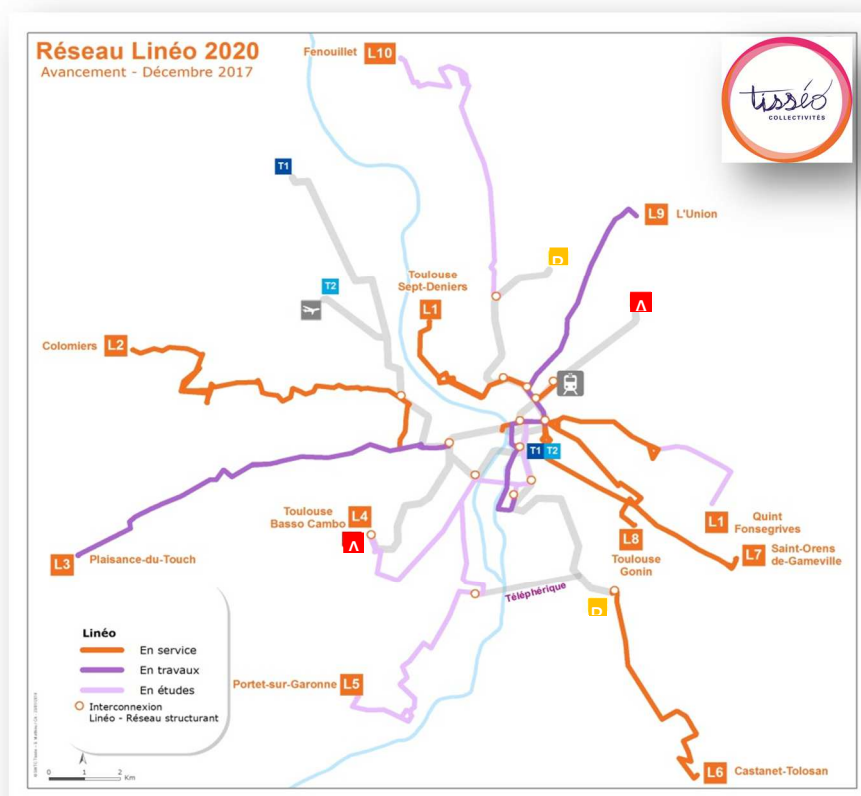 Réseau Linéo 2020
Avancement - Décembre 2017
Fenouillet L10
tisséo
COLLECTIVITÉS
T1
L9 L'Union
T2
Toulouse
Sept-Deniers
L1
A
Colomiers L2
T1 T2
Toulouse
Basso Cambo L4
A
L3 Plaisance-du-Touch
L1 Quint
Fonsegrives
L8
Toulouse
Gonin
L7 Saint-Orens
de-Gameville
Téléphérique
Portet-sur-Garonne L5
L6 Castanet-Tolosan
Linéo
En service
En travaux
En études
Interconnexion
Linéo - Réseau structurant
0 1 2 Km